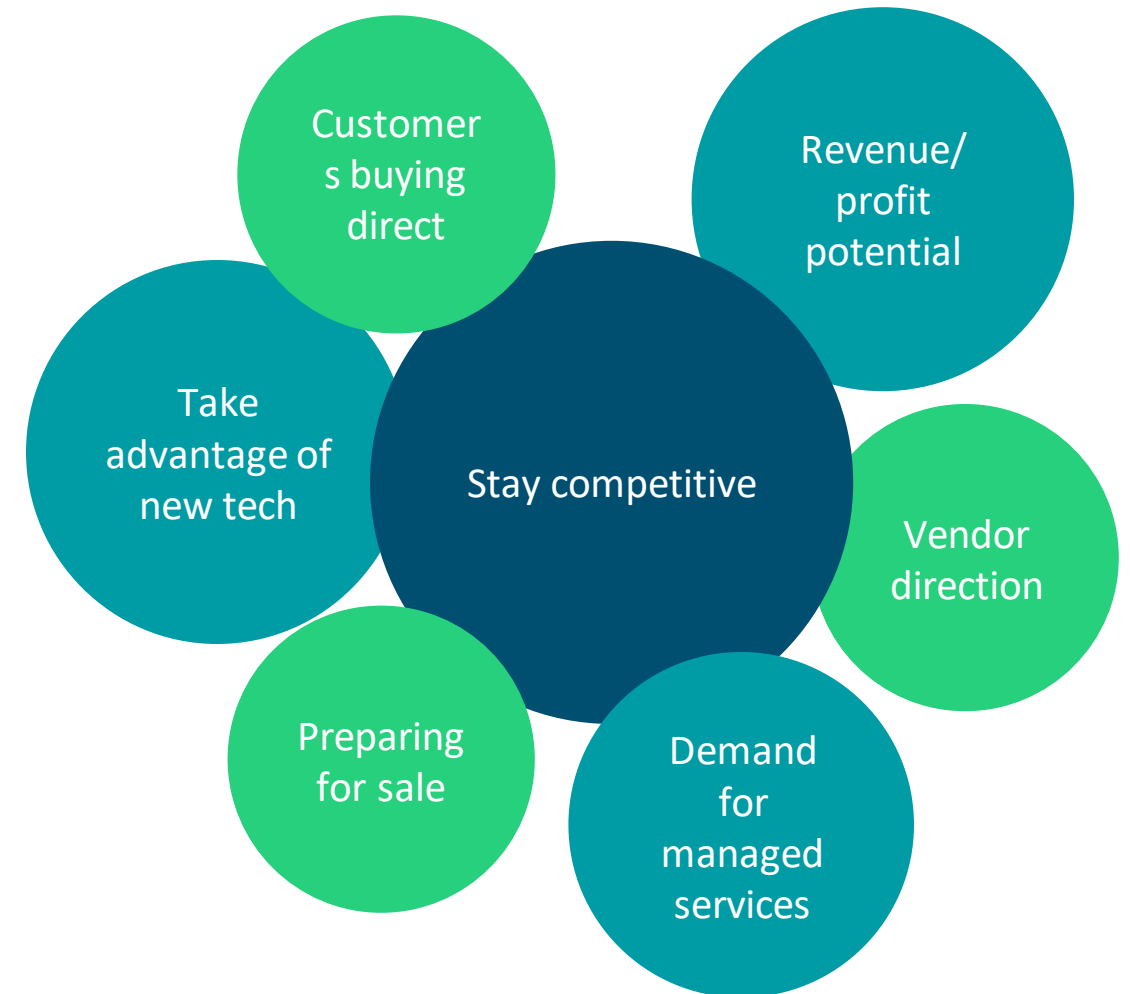 Customer
s buying
direct
Revenue/
profit
potential
Take
advantage of
new tech
Stay competitive
Vendor
direction
Preparing
for sale
Demand
for
managed
services